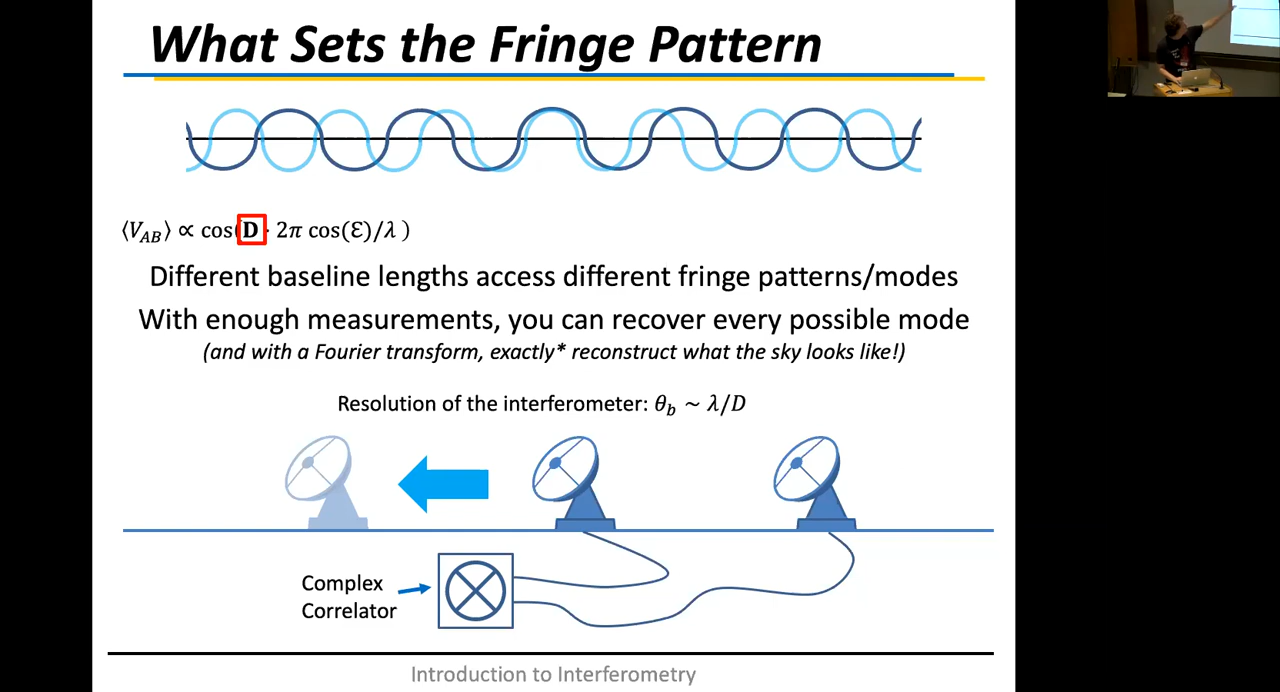 What Sets the Fringe Pattern
⟨V_AB⟩ ∝ cos(D · 2π cos(ℰ)/λ )
Different baseline lengths access different fringe patterns/modes
With enough measurements, you can recover every possible mode
(and with a Fourier transform, exactly* reconstruct what the sky looks like!)
Resolution of the interferometer: θ_b ~ λ/D
Complex
Correlator
Introduction to Interferometry